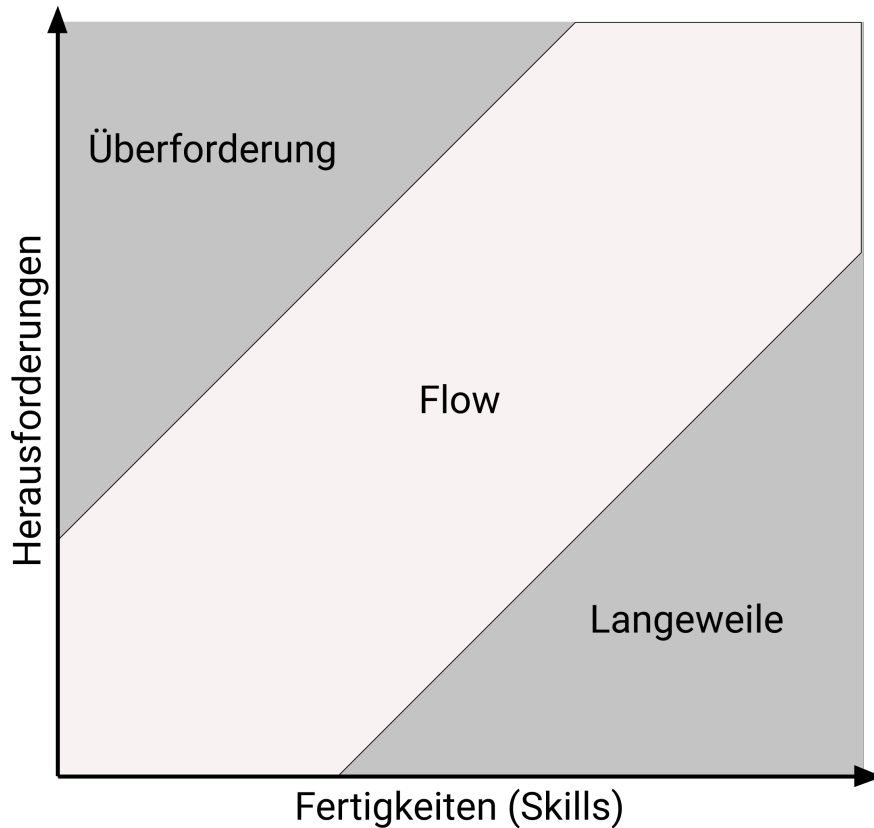 Überforderung
Herausforderungen
Flow
Langeweile
Fertigkeiten (Skills)